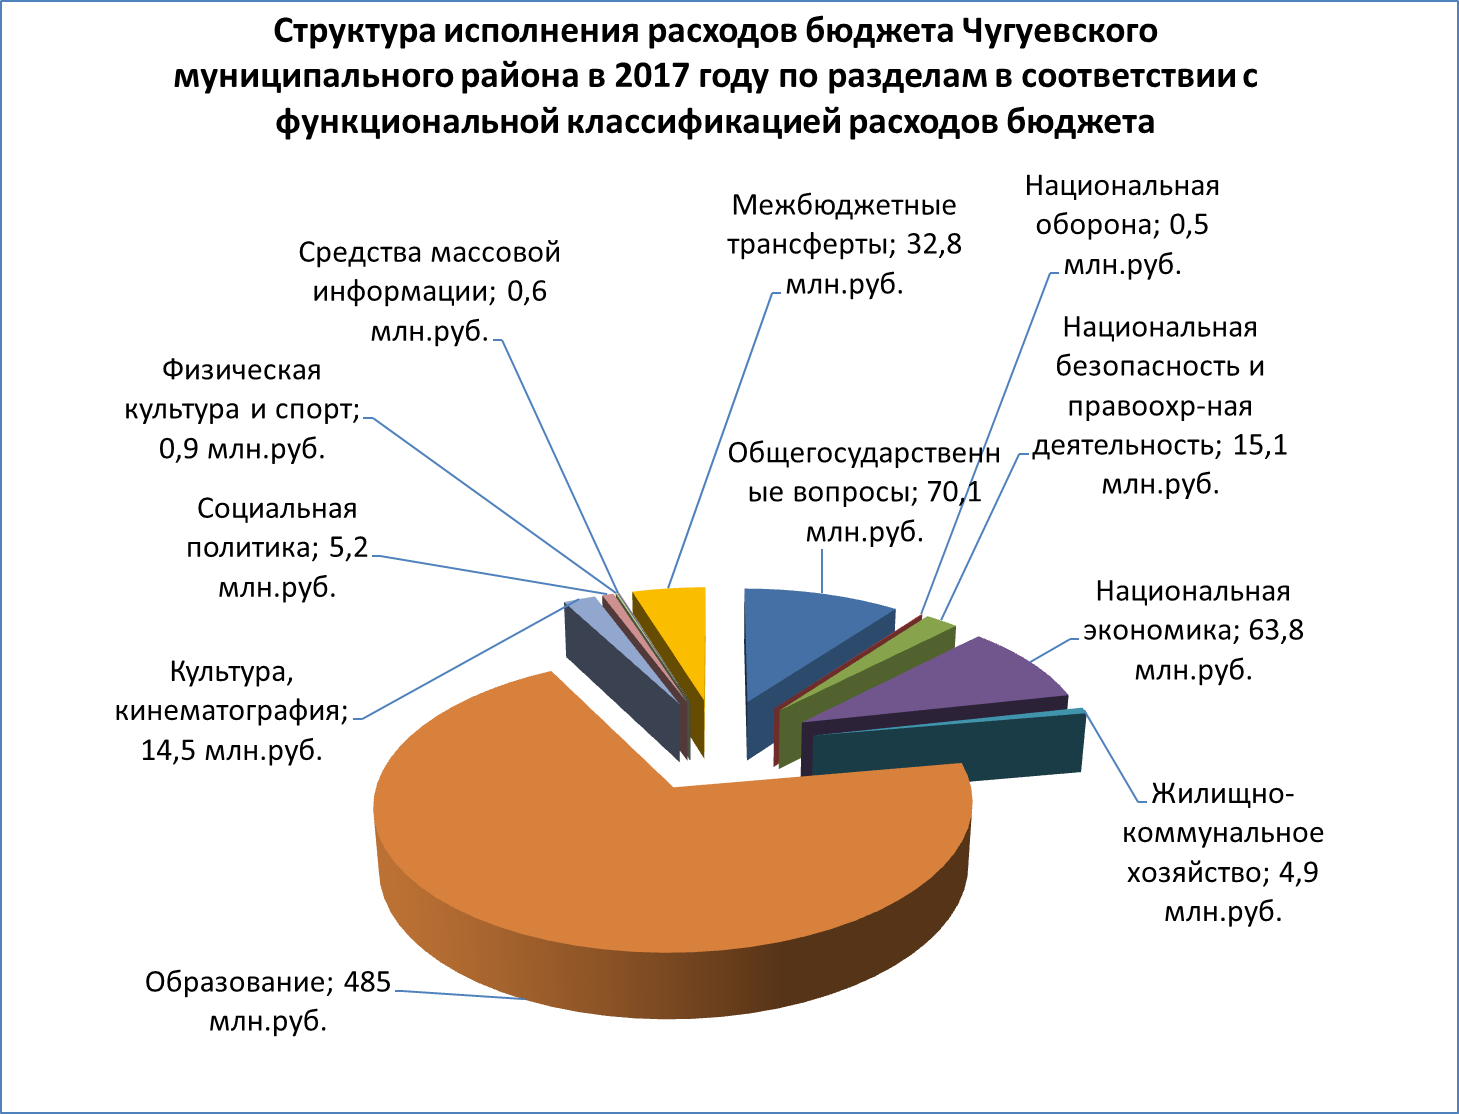 Структура исполнения расходов бюджета Чугуевского
муниципального района в 2017 году по разделам в соответствии с
функциональной классификацией расходов бюджета
Национальная
оборона; 0,5
млн.руб.
Межбюджетные
трансферты; 32,8
млн.руб.
Средства массовой
информации; 0,6
млн.руб.
Национальная
безопасность и
правоохр-ная
деятельность; 15,1
млн.руб.
Физическая
культура и спорт;
0,9 млн.руб.
Общегосударственн
ые вопросы; 70,1
млн.руб.
Социальная
политика; 5,2
млн.руб.
Национальная
экономика; 63,8
млн.руб.
Культура,
кинематография;
14,5 млн.руб.
Жилищно-
коммунальное
хозяйство; 4,9
млн.руб.
Образование; 485
млн.руб.